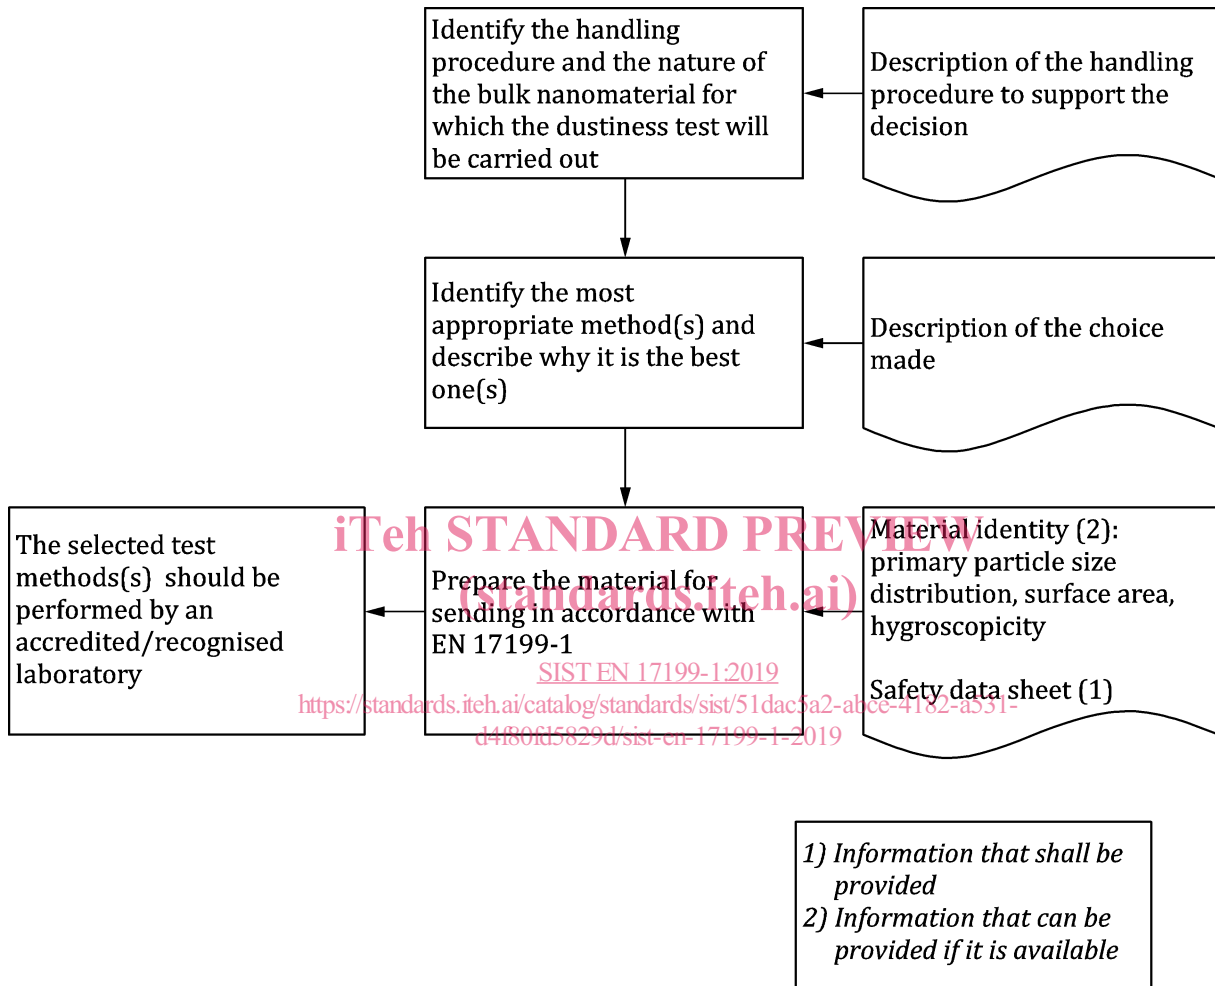 Identify the handling
procedure and the nature of
the bulk nanomaterial for
which the dustiness test will
be carried out
Description of the handling
procedure to support the
decision
Identify the most
appropriate method(s) and
describe why it is the best
one(s)
Description of the choice
made
The selected test
methods(s) should be
performed by an
accredited/recognised
laboratory
Prepare the material for
sending in accordance with
EN 17199-1
Material identity (2):
primary particle size
distribution, surface area,
hygroscopicity
Safety data sheet (1)
iTeh STANDARD PREVIEW
(standards.iteh.ai)
SIST EN 17199-1:2019
https://standards.iteh.ai/catalog/standards/sist/51dac5a2-abce-4182-a531-
d4f80fd5829d/sist-en-17199-1-2019
1) Information that shall be
provided
2) Information that can be
provided if it is available